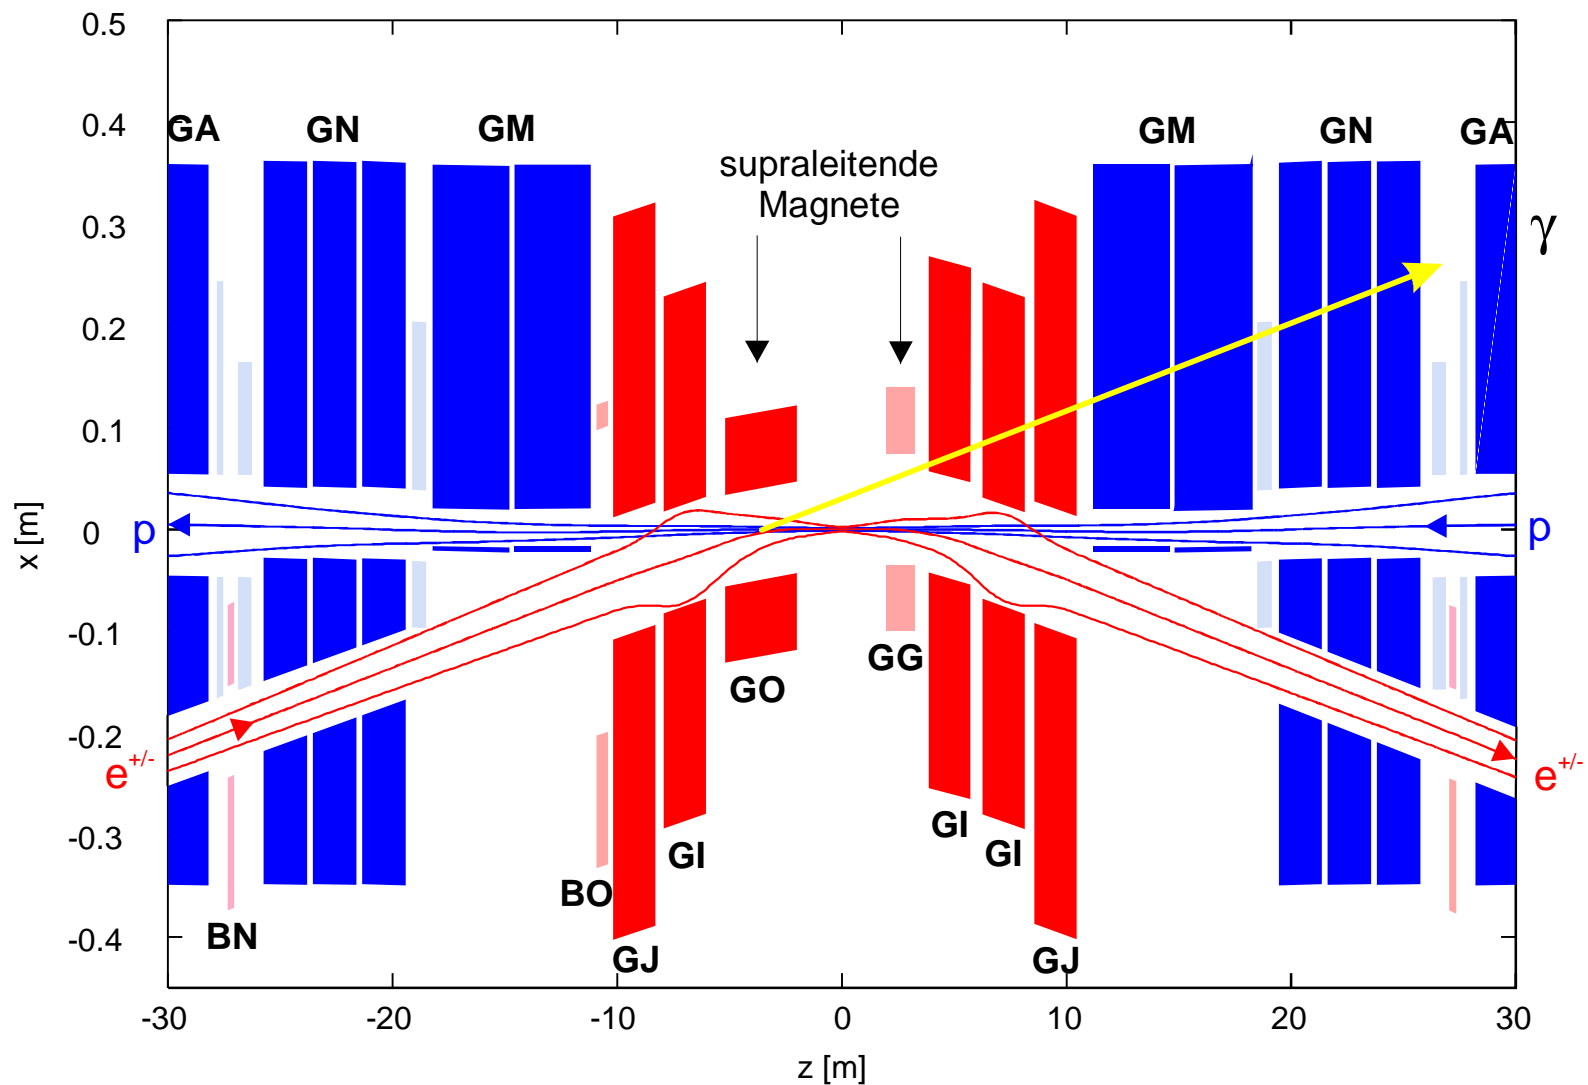 0.5
0.4
0.3
0.2
0.1
0
-0.1
-0.2
-0.3
-0.4
x [m]
GA
GN
GM
GM
GN
GA
supraleitende
Magnete
γ
p
p
GG
GO
e+/-
e+/-
GI
GI
GI
BO
BN
GJ
GJ
-30
-20
-10
0
10
20
30
z [m]